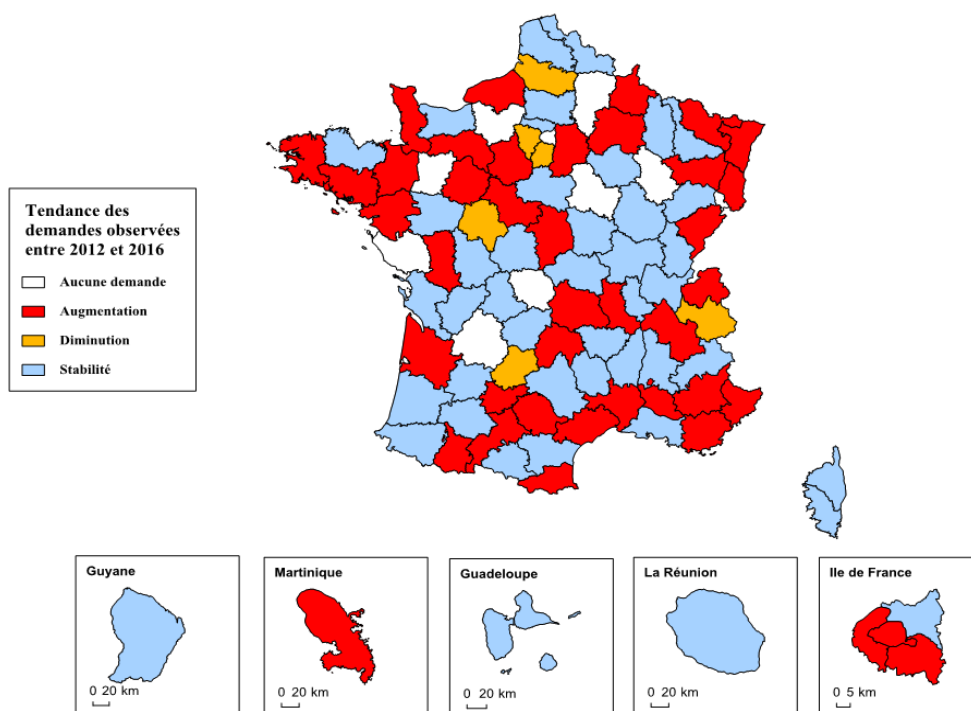 Tendance des
demandes observées
entre 2012 et 2016
Aucune demande
Augmentation
Diminution
Stabilité
Guyane
0 20 km
Martinique
0 20 km
Guadeloupe
0 20 km
La Réunion
0 20 km
Ile de France
0 5 km